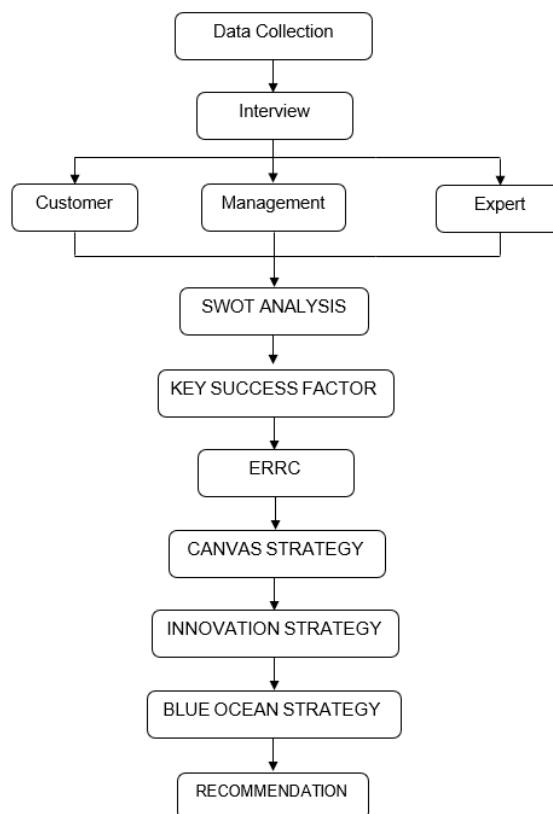 Data Collection
Interview
Customer
Management
Expert
SWOT ANALYSIS
KEY SUCCESS FACTOR
ERRC
CANVAS STRATEGY
INNOVATION STRATEGY
BLUE OCEAN STRATEGY
RECOMMENDATION